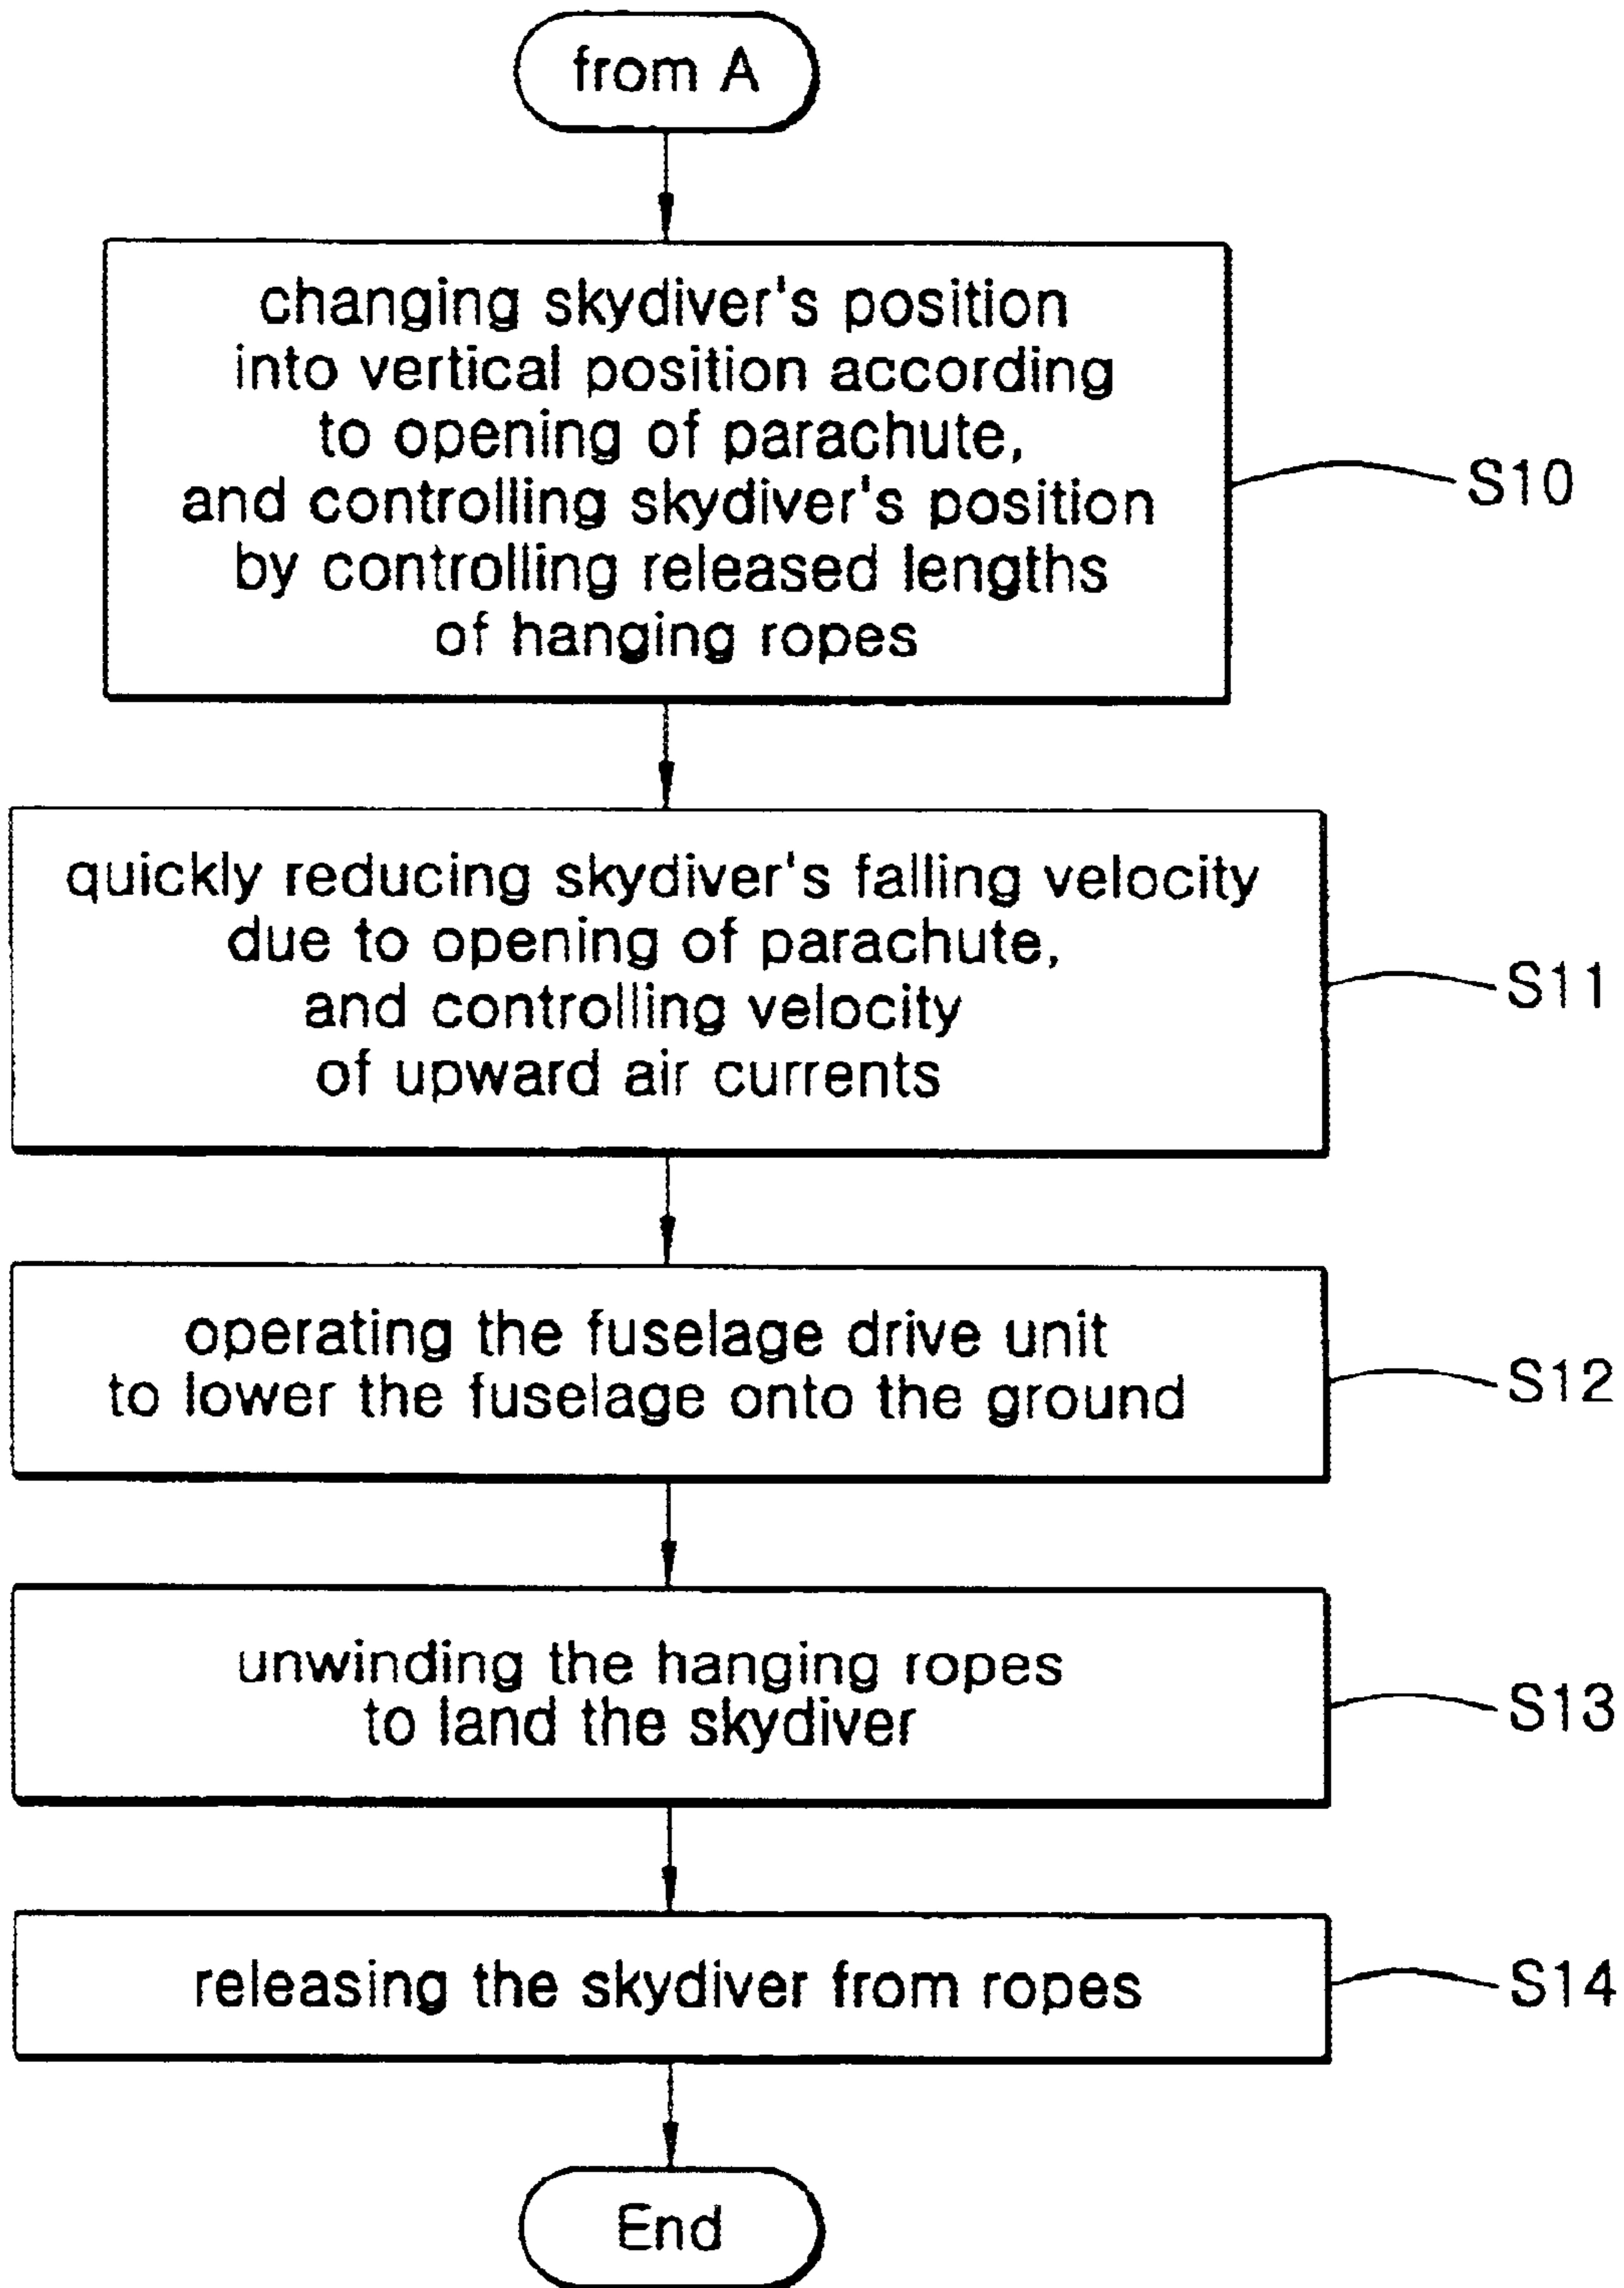 from A
changing skydiver's position
into vertical position according
to opening of parachute,
and controlling skydiver's position
by controlling released lengths
of hanging ropes
S10
quickly reducing skydiver's falling velocity
due to opening of parachute,
and controlling velocity
of upward air currents
S11
operating the fuselage drive unit
to lower the fuselage onto the ground
S12
unwinding the hanging ropes
to land the skydiver
S13
releasing the skydiver from ropes
S14
End